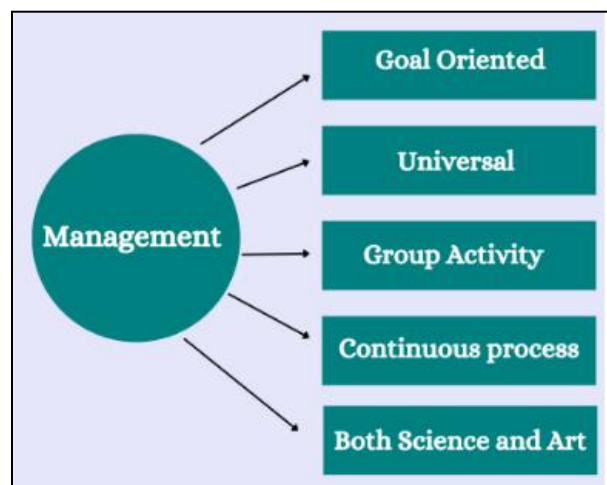 Goal Oriented
Universal
Management
Group Activity
Continuous process
Both Science and Art